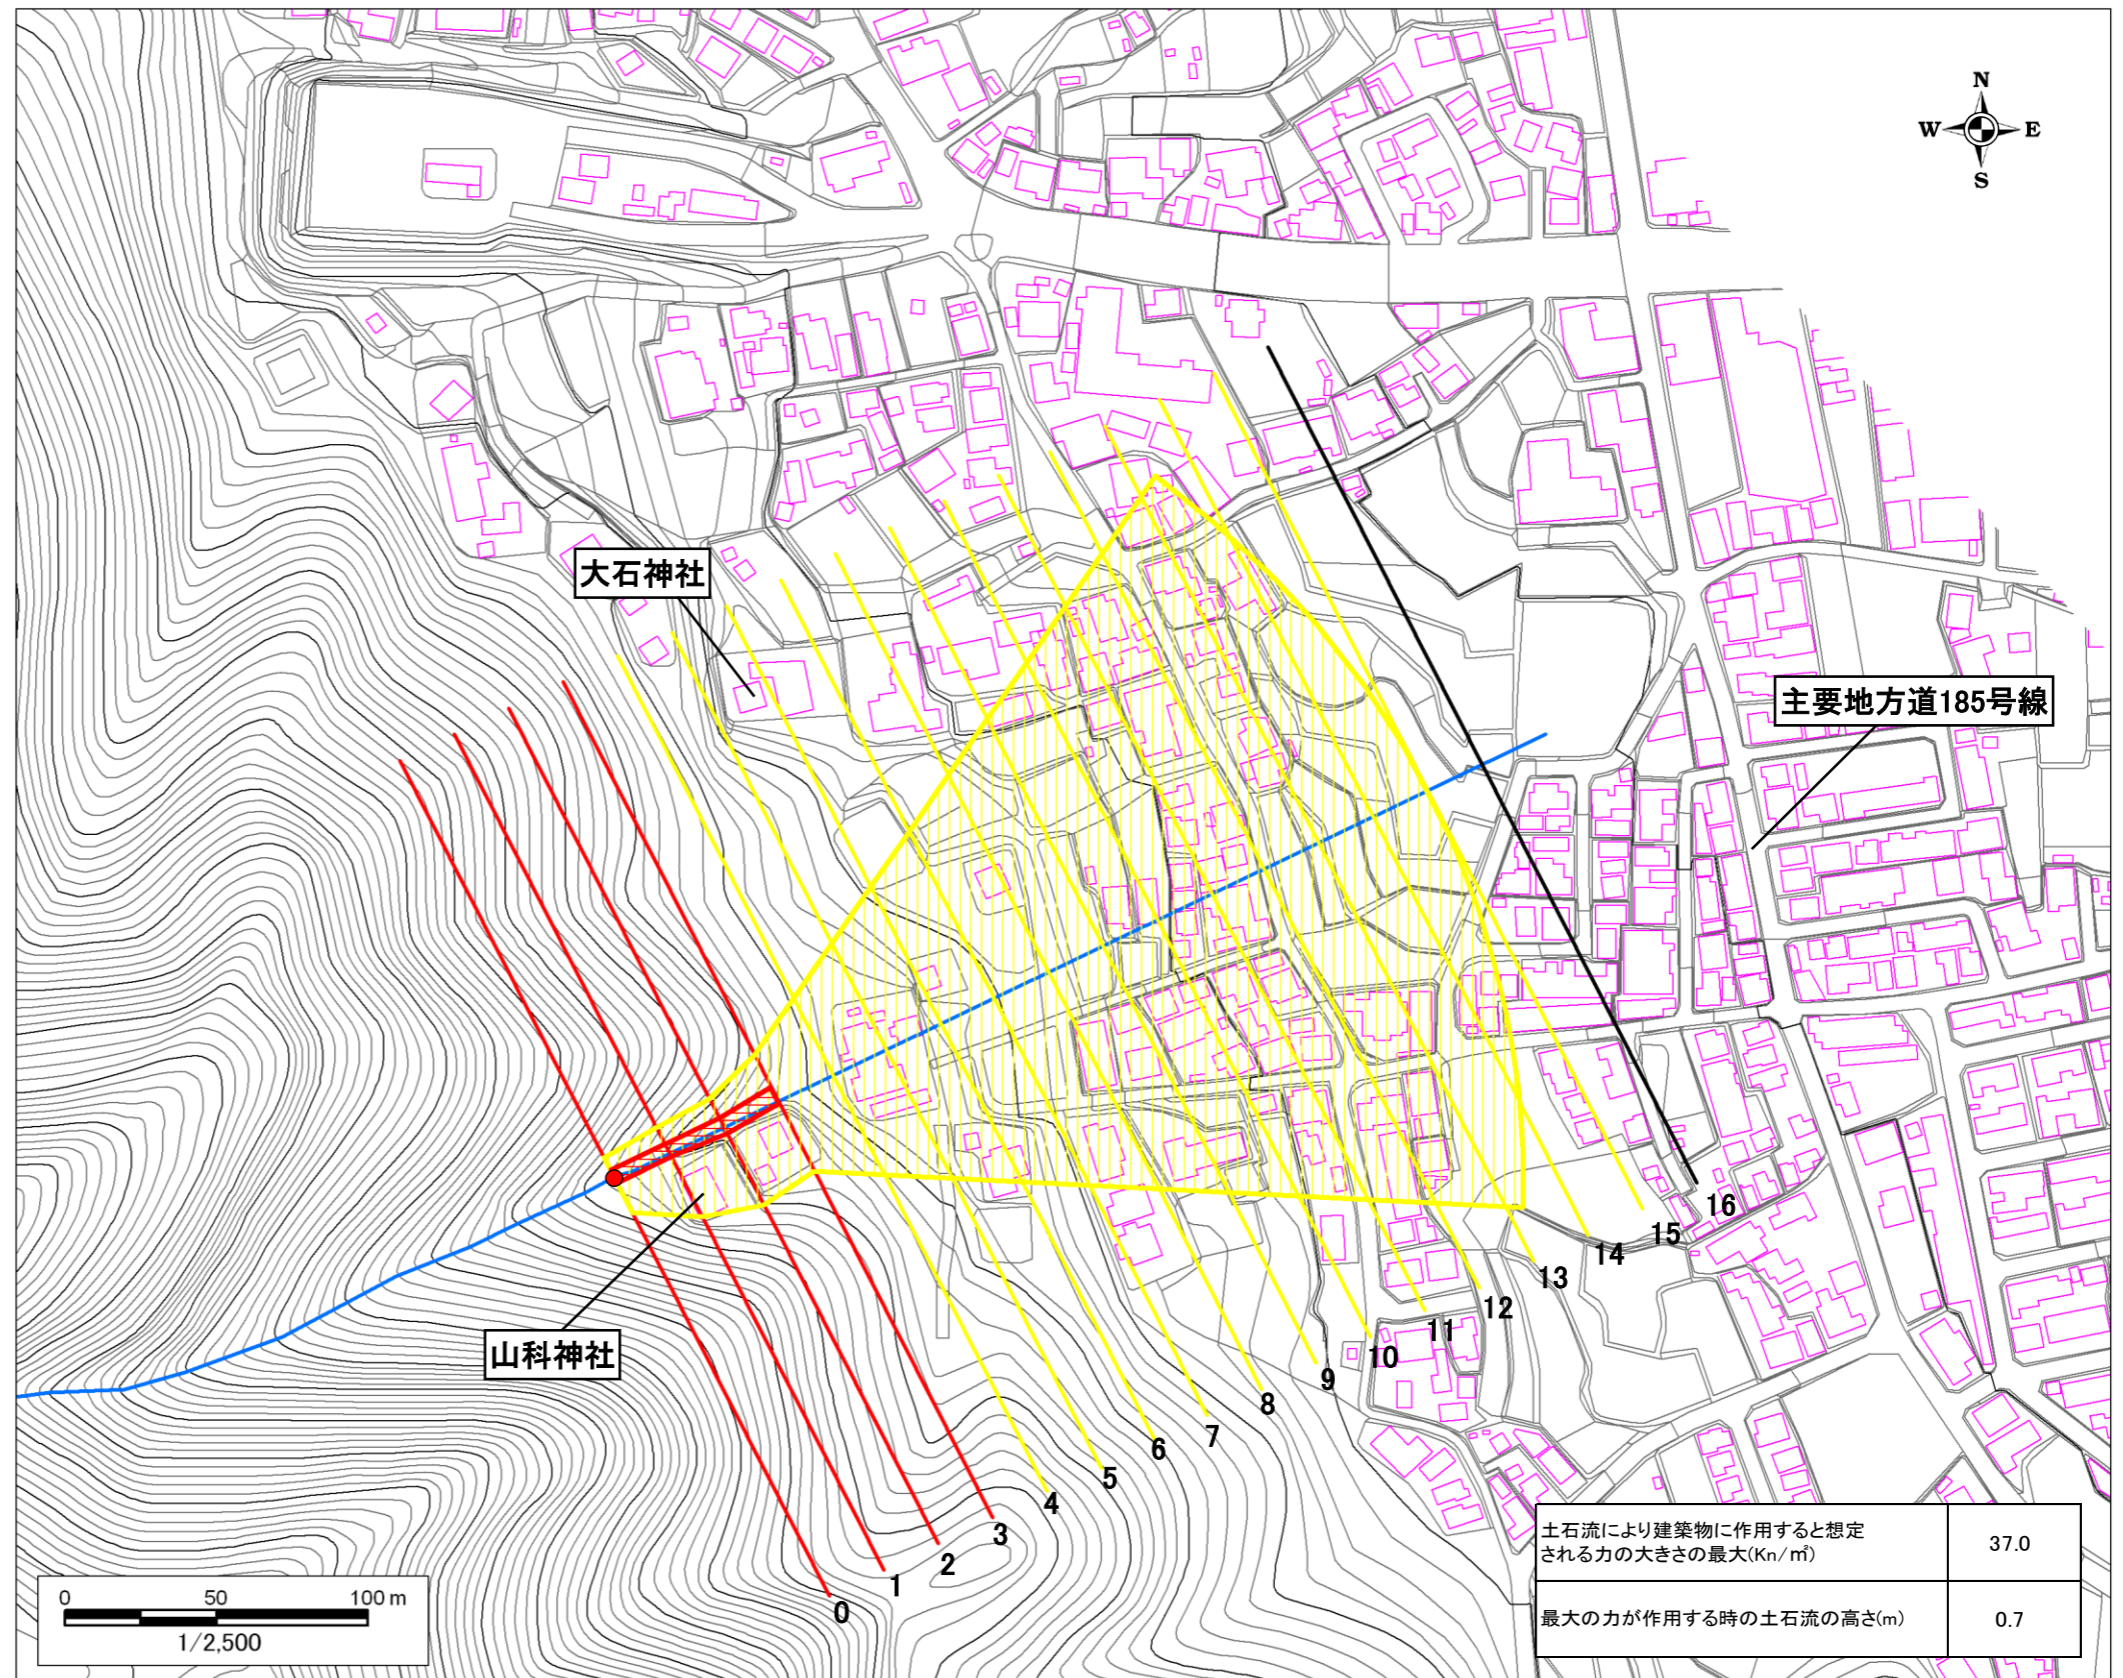 N
W E
S
大石神社
主要地方道185号線
山科神社
0
1
2
3
4
5
6
7
8
9
10
11
12
13
14
15
16
0 50 100 m
1/2,500
土石流により建築物に作用すると想定
される力の大きさの最大(Kn/㎡) 37.0
最大の力が作用する時の土石流の高さ(m) 0.7